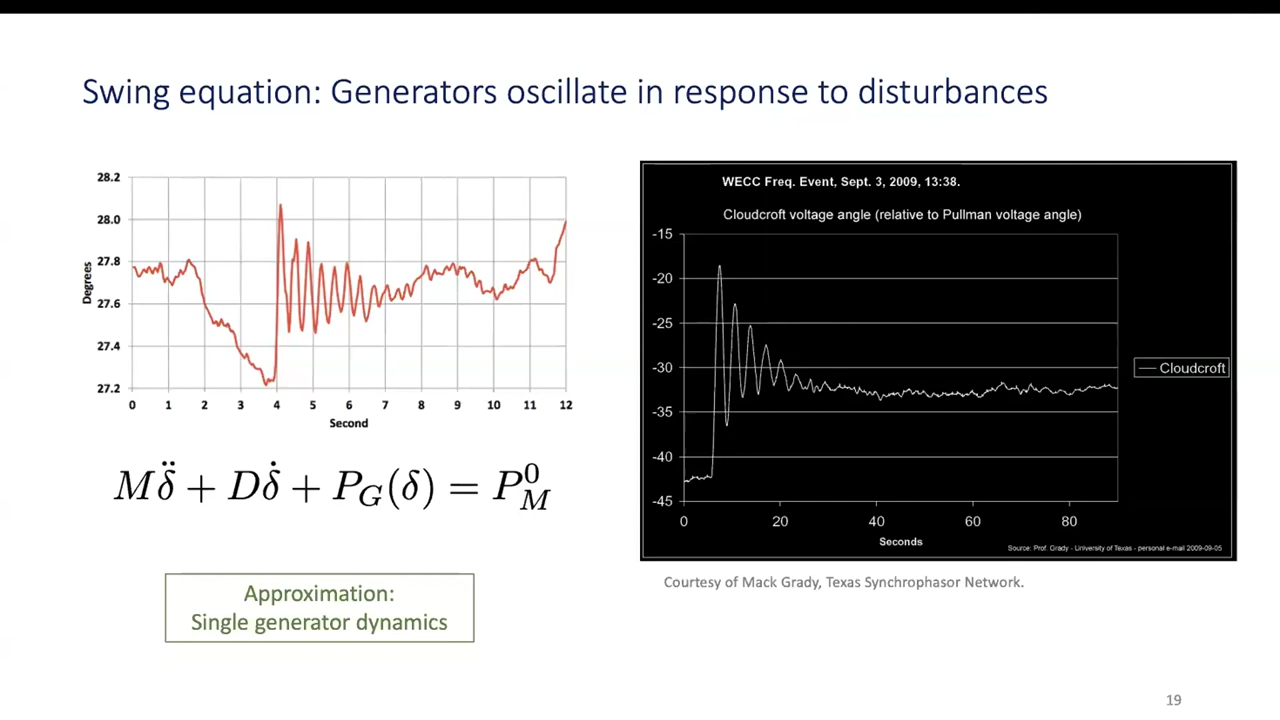 Swing equation: Generators oscillate in response to disturbances
28.2
28.0
27.8
27.6
27.4
27.2
Degrees
0 1 2 3 4 5 6 7 8 9 10 11 12
Second
Mδ̈ + Dδ̇ + P_G(δ) = P_M^0
Approximation:
Single generator dynamics
WECC Freq. Event, Sept. 3, 2009, 13:38.
Cloudcroft voltage angle (relative to Pullman voltage angle)
-15
-20
-25
-30
-35
-40
-45
0 20 40 60 80
Seconds
Cloudcroft
Source: Prof. Grady - University of Texas - personal e-mail 2009-09-05
Courtesy of Mack Grady, Texas Synchrophasor Network.
19